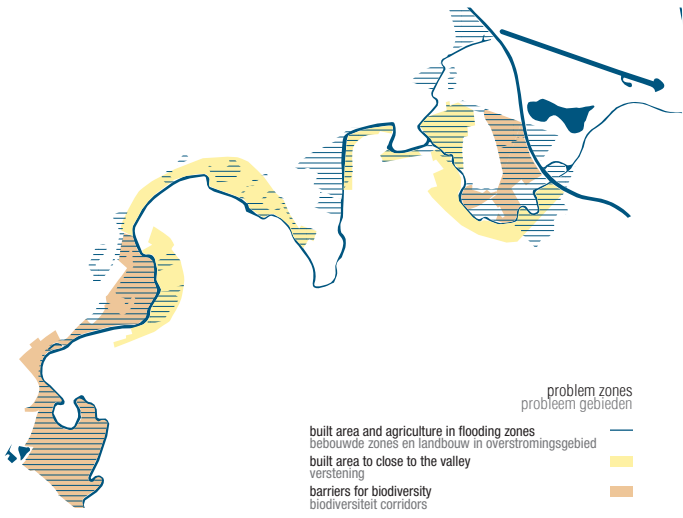 problem zones
probleem gebieden
built area and agriculture in flooding zones
bebouwde zones en landbouw in overstromingsgebied
built area to close to the valley
verstening
barriers for biodiversity
biodiversiteit corridors